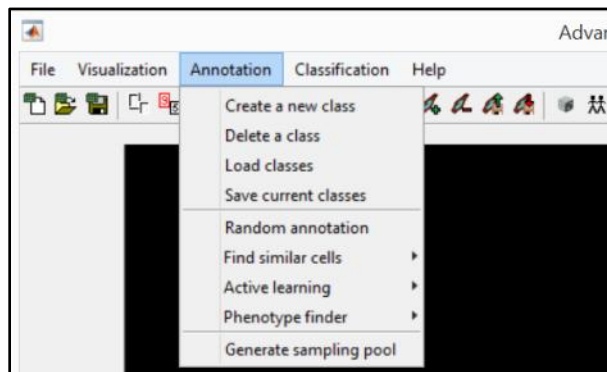 Advan
File Visualization Annotation Classification Help
Create a new class
Delete a class
Load classes
Save current classes
Random annotation
Find similar cells
Active learning
Phenotype finder
Generate sampling pool